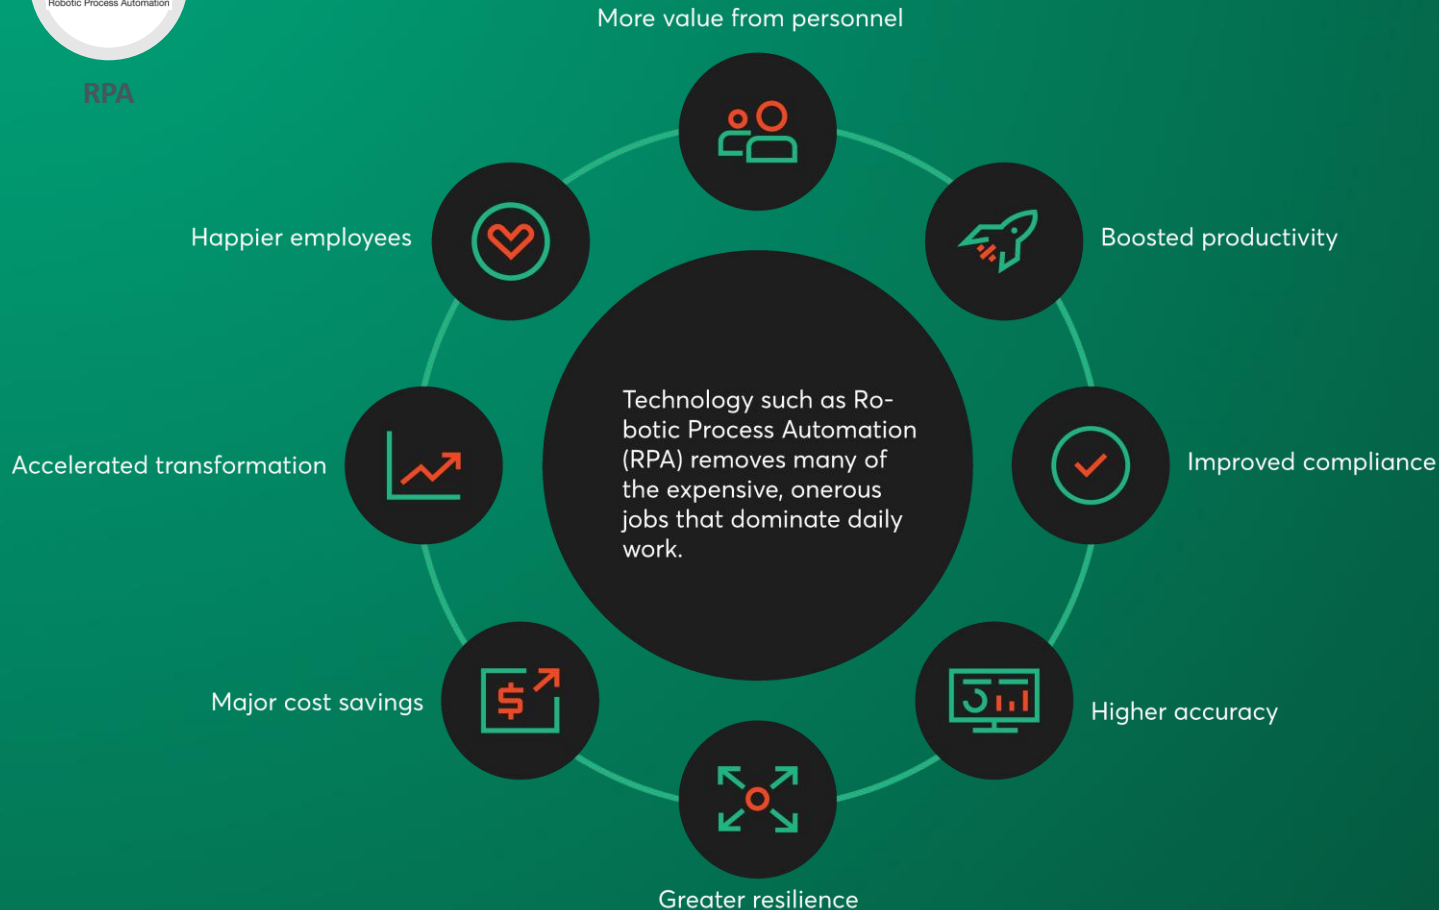 Robotic Process Automation
RPA
More value from personnel
Happier employees
Boosted productivity
Technology such as Ro-
botic Process Automation
(RPA) removes many of
the expensive, onerous
jobs that dominate daily
work.
Accelerated transformation
Improved compliance
Major cost savings
Higher accuracy
Greater resilience